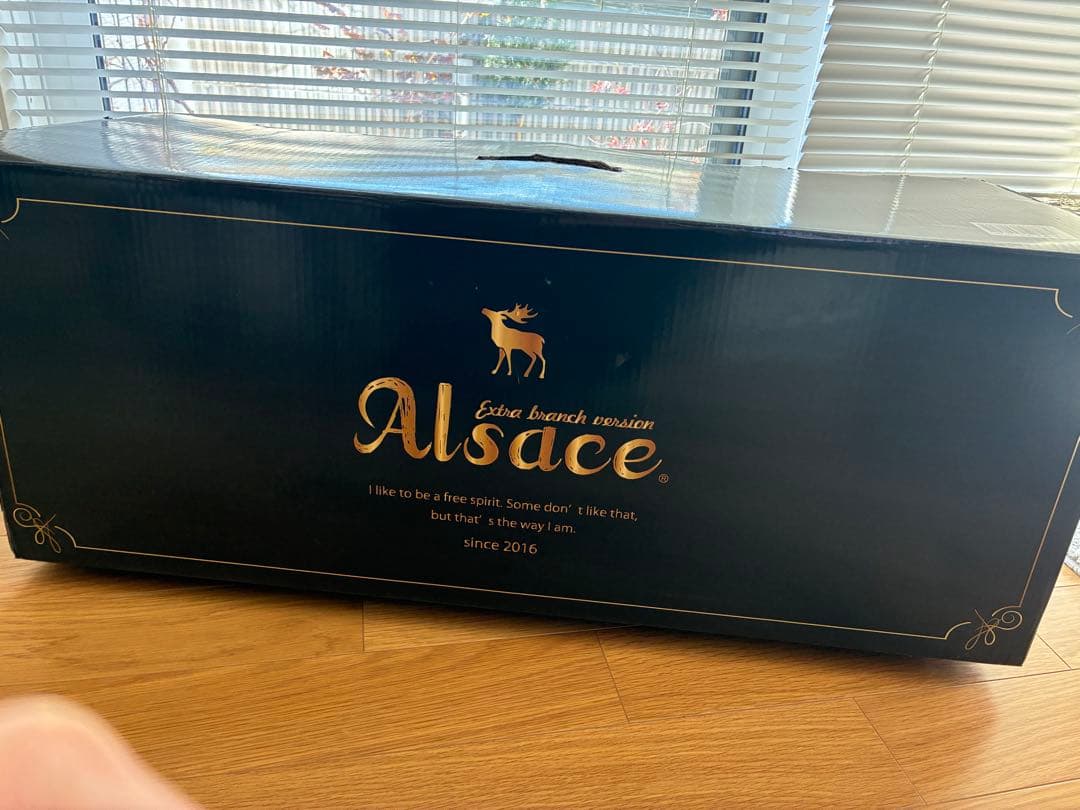 Extra branch version
Alsace®
I like to be a free spirit. Some don' t like that,
but that' s the way I am.
since 2016